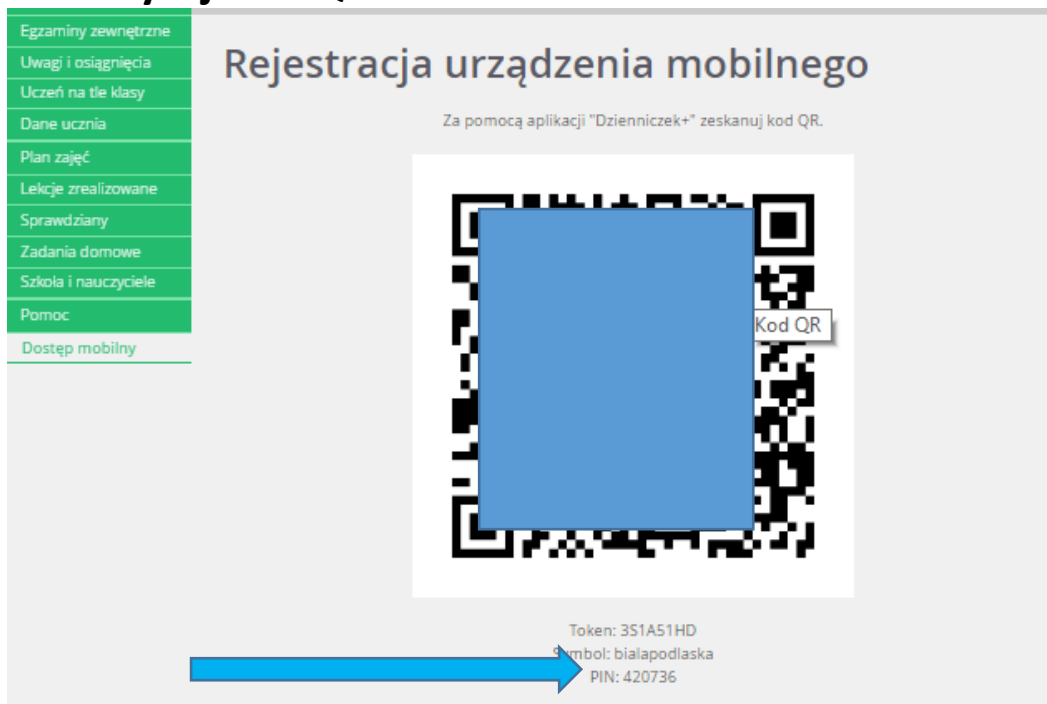 Egzaminy zewnętrzne
Uwagi i osiągnięcia
Uczeń na tle klasy
Dane ucznia
Plan zajęć
Lekcje zrealizowane
Sprawdziany
Zadania domowe
Szkoła i nauczyciele
Pomoc
Dostęp mobilny
Rejestracja urządzenia mobilnego
Za pomocą aplikacji "Dzienniczek+" zeskanuj kod QR.
Kod QR
Token: 3S1A51HD
Symbol: bialapodlaska
PIN: 420736